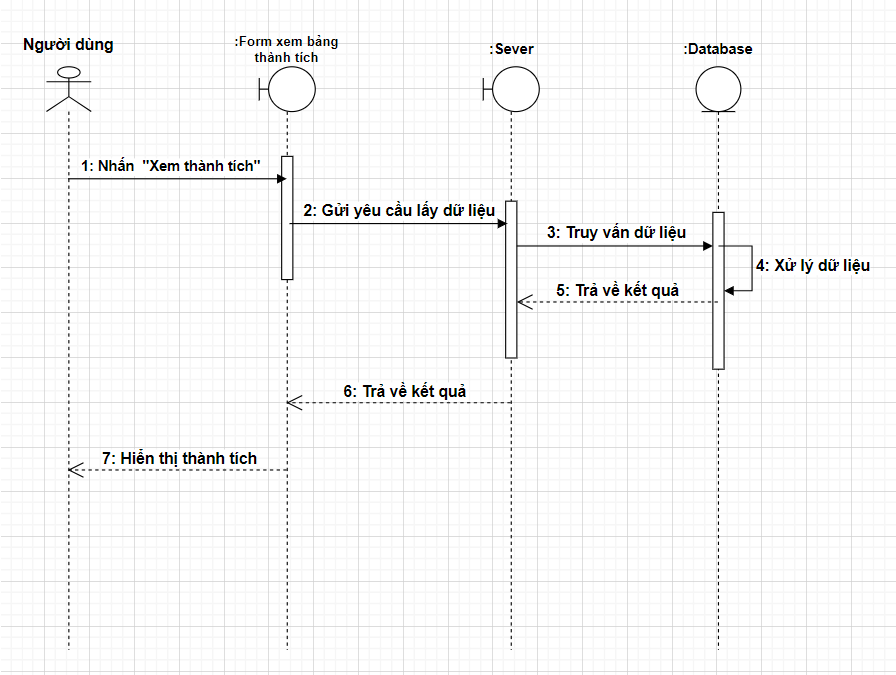 Người dùng
:Form xem bảng
thành tích
:Sever
:Database
1: Nhấn "Xem thành tích"
2: Gửi yêu cầu lấy dữ liệu
3: Truy vấn dữ liệu
4: Xử lý dữ liệu
5: Trả về kết quả
6: Trả về kết quả
7: Hiển thị thành tích